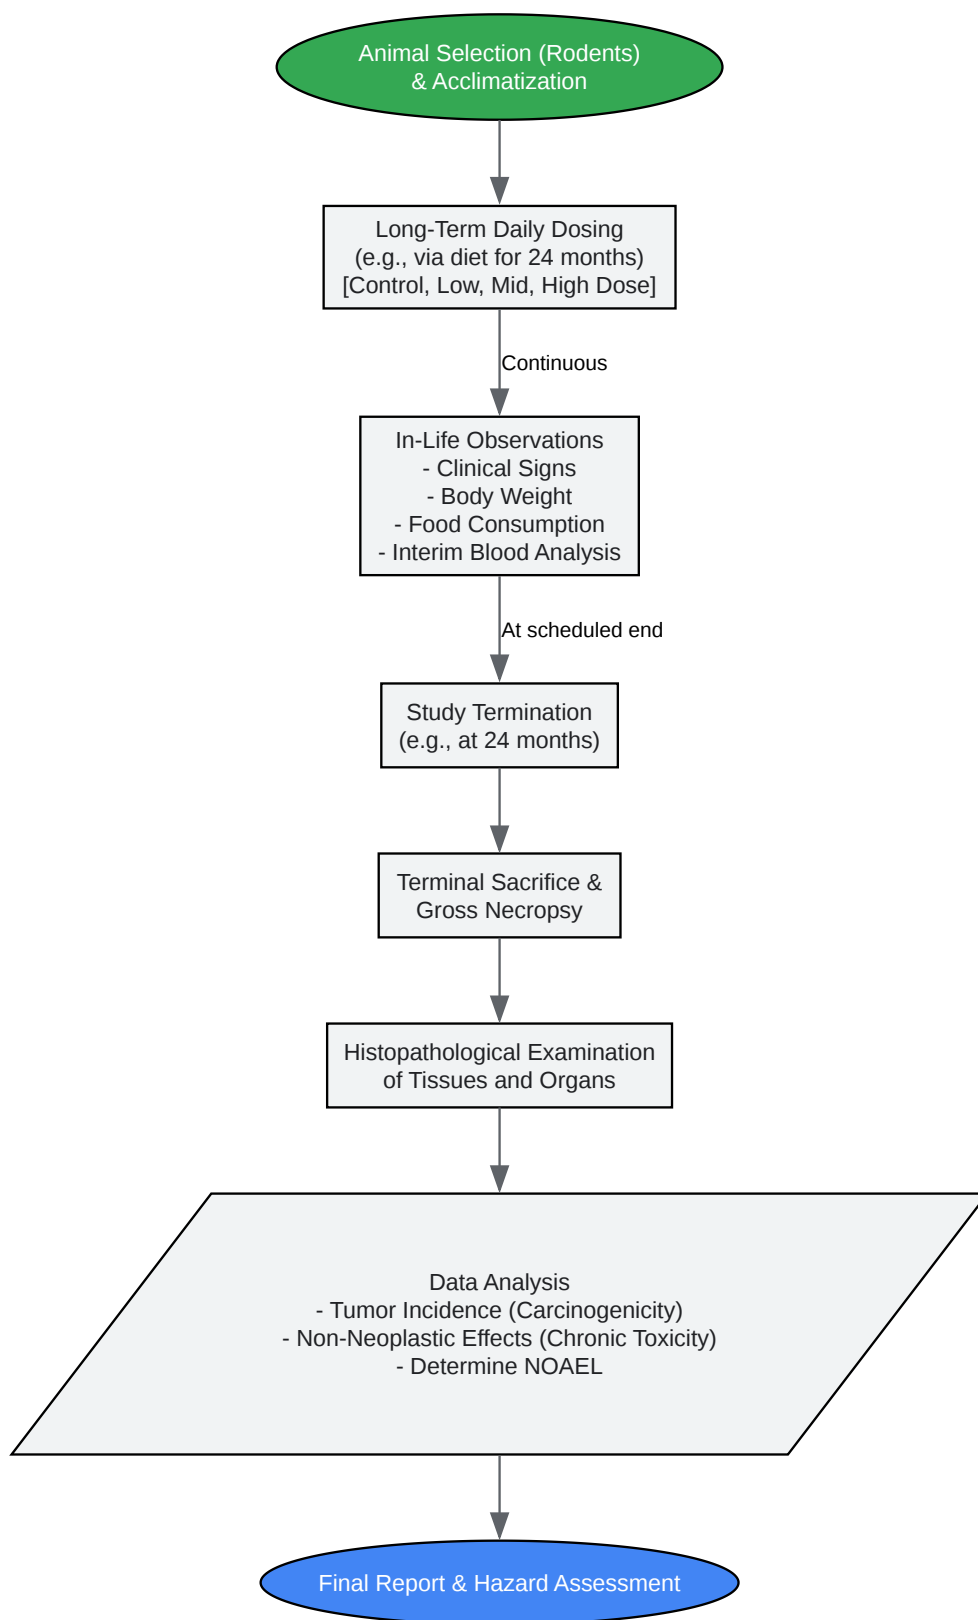 Animal Selection (Rodents)
& Acclimatization
Long-Term Daily Dosing
(e.g., via diet for 24 months)
[Control, Low, Mid, High Dose]
Continuous
In-Life Observations
- Clinical Signs
- Body Weight
- Food Consumption
- Interim Blood Analysis
At scheduled end
Study Termination
(e.g., at 24 months)
Terminal Sacrifice &
Gross Necropsy
Histopathological Examination
of Tissues and Organs
Data Analysis
- Tumor Incidence (Carcinogenicity)
- Non-Neoplastic Effects (Chronic Toxicity)
- Determine NOAEL
Final Report & Hazard Assessment